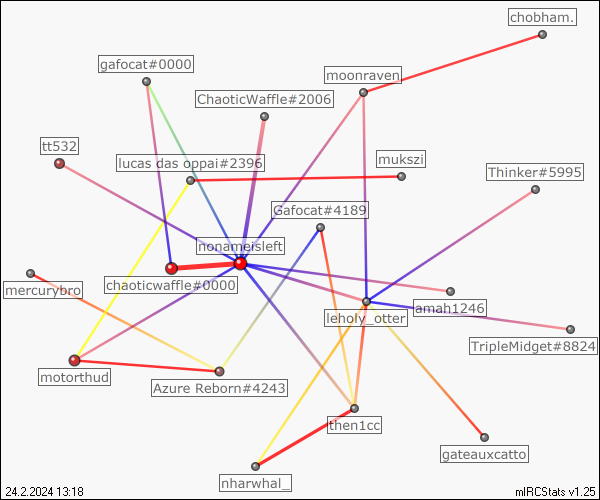 chobham.
gafocat#0000
moonraven
ChaoticWaffle#2006
tt532
lucas das oppai#2396
mukszi
Thinker#5995
Gafocat#4189
nonameisleft
chaoticwaffle#0000
mercurybro
amah1246
leholy_otter
TripleMidget#8824
motorthud
Azure Reborn#4243
then1cc
gateauxcatto
nharwhal_
24.2.2024 13:18
mIRCStats v1.25